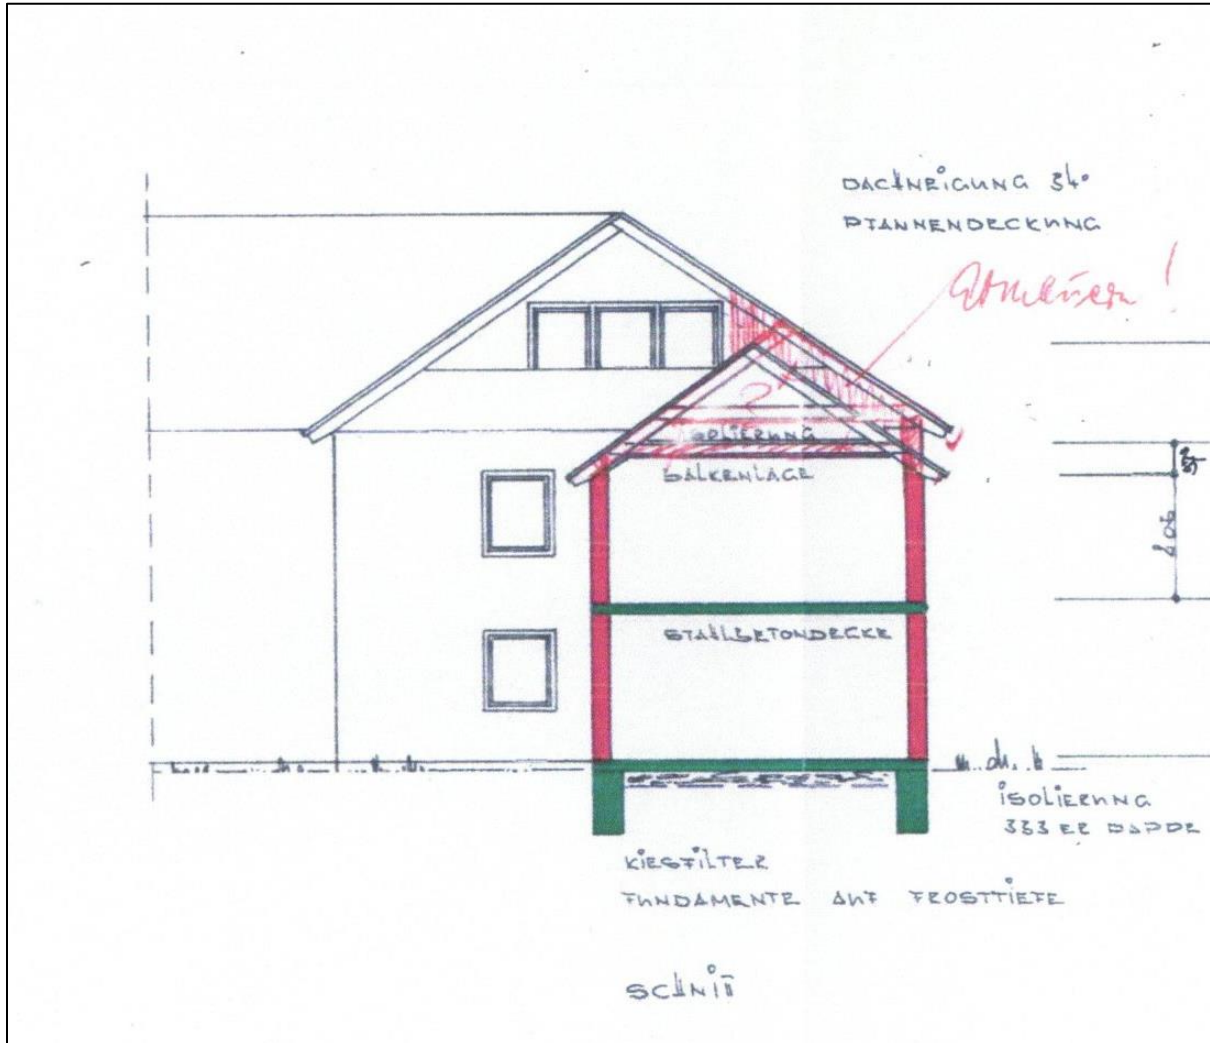 DACHNEIGUNG 34°
PFANNENDECKUNG
ISOLIERUNG
BALKENLAGE
STAHLBETONDECKE
ISOLIERUNG
333 ER PAPPE
KIESFILTER
FUNDAMENTE AUF FROSTTIEFE
SCHNITT